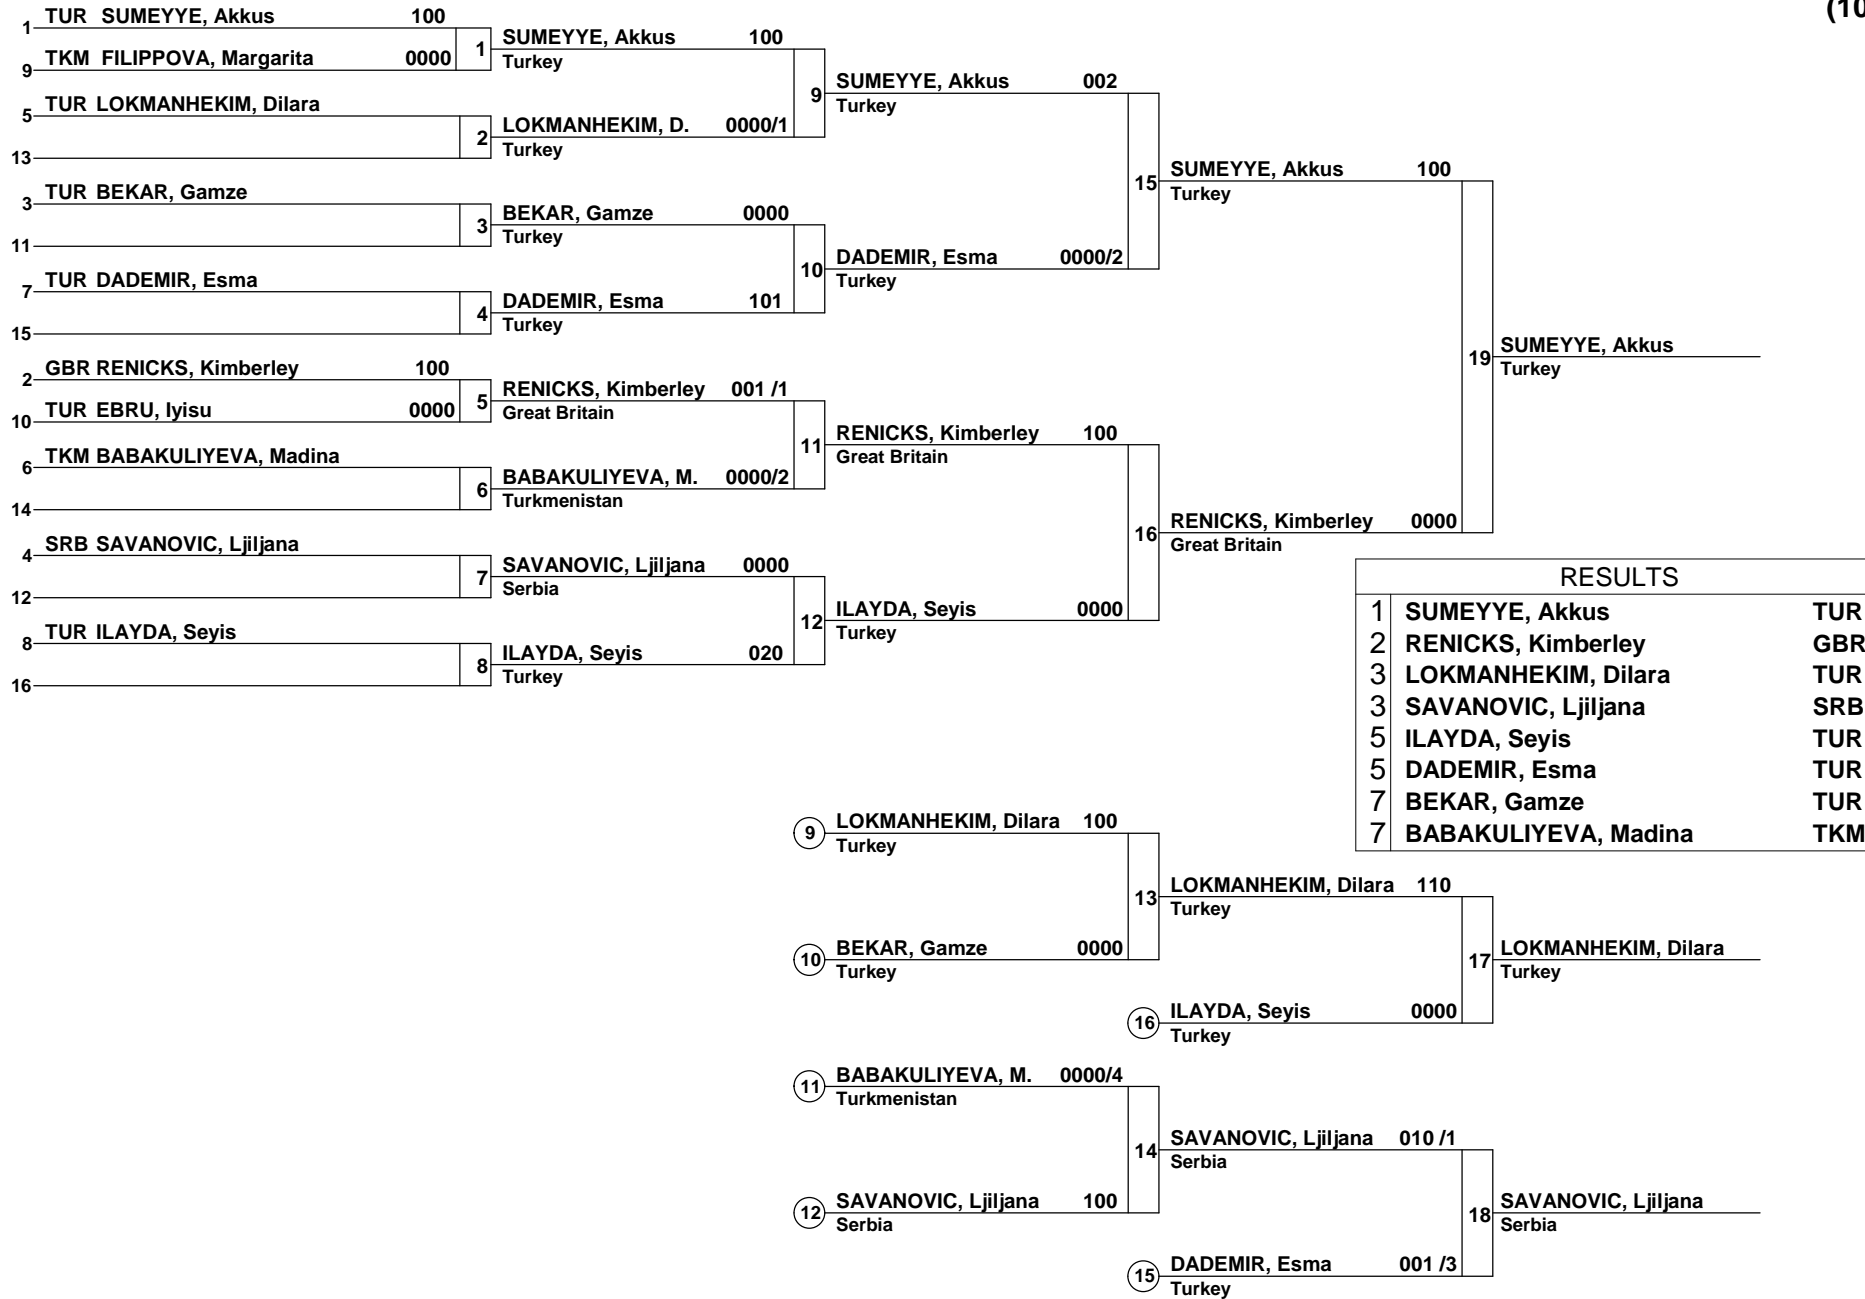 (10
1 TUR SUMEYYE, Akkus 100
9 TKM FILIPPOVA, Margarita 0000
1
5 TUR LOKMANHEKIM, Dilara
13
2
3 TUR BEKAR, Gamze
11
3
7 TUR DADEMIR, Esma
15
4
2 GBR RENICKS, Kimberley 100
10 TUR EBRU, Iyisu 0000
5
6 TKM BABAKULIYEVA, Madina
14
6
4 SRB SAVANOVIC, Ljiljana
12
7
8 TUR ILAYDA, Seyis
16
8
SUMEYYE, Akkus 100
Turkey
LOKMANHEKIM, D. 0000/1
Turkey
9
BEKAR, Gamze 0000
Turkey
DADEMIR, Esma 101
Turkey
10
RENICKS, Kimberley 001 /1
Great Britain
BABAKULIYEVA, M. 0000/2
Turkmenistan
11
SAVANOVIC, Ljiljana 0000
Serbia
ILAYDA, Seyis 020
Turkey
12
SUMEYYE, Akkus 002
Turkey
DADEMIR, Esma 0000/2
Turkey
15
RENICKS, Kimberley 100
Great Britain
ILAYDA, Seyis 0000
Turkey
16
SUMEYYE, Akkus 100
Turkey
RENICKS, Kimberley 0000
Great Britain
19
SUMEYYE, Akkus
Turkey
RESULTS
1 SUMEYYE, Akkus TUR
2 RENICKS, Kimberley GBR
3 LOKMANHEKIM, Dilara TUR
3 SAVANOVIC, Ljiljana SRB
5 ILAYDA, Seyis TUR
5 DADEMIR, Esma TUR
7 BEKAR, Gamze TUR
7 BABAKULIYEVA, Madina TKM
9 LOKMANHEKIM, Dilara 100
Turkey
10 BEKAR, Gamze 0000
Turkey
13
LOKMANHEKIM, Dilara 110
Turkey
16 ILAYDA, Seyis 0000
Turkey
17
LOKMANHEKIM, Dilara
Turkey
11 BABAKULIYEVA, M. 0000/4
Turkmenistan
12 SAVANOVIC, Ljiljana 100
Serbia
14
SAVANOVIC, Ljiljana 010 /1
Serbia
15 DADEMIR, Esma 001 /3
Turkey
18
SAVANOVIC, Ljiljana
Serbia